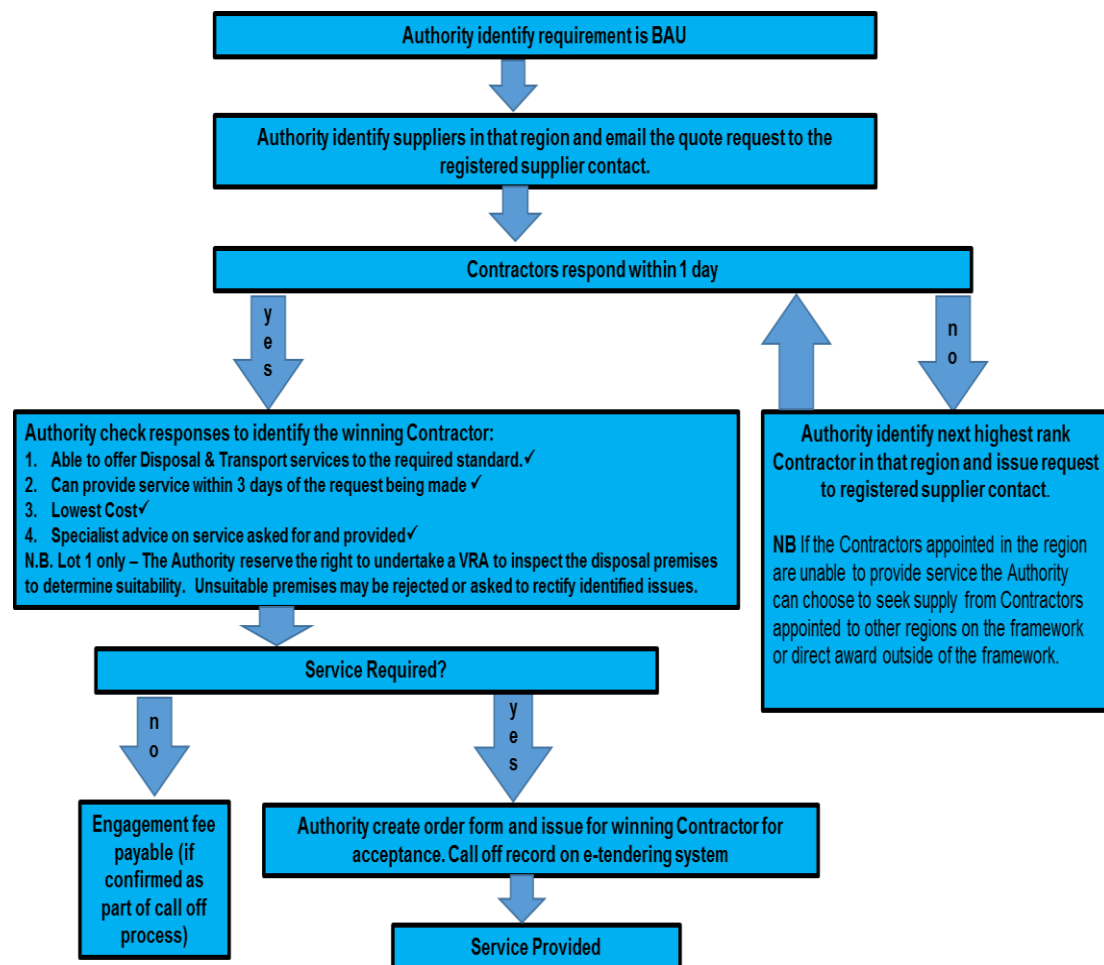 Authority identify requirement is BAU
Authority identify suppliers in that region and email the quote request to the
registered supplier contact.
Contractors respond within 1 day
yes
no
Authority check responses to identify the winning Contractor:
1. Able to offer Disposal & Transport services to the required standard.✓
2. Can provide service within 3 days of the request being made ✓
3. Lowest Cost✓
4. Specialist advice on service asked for and provided✓
N.B. Lot 1 only – The Authority reserve the right to undertake a VRA to inspect the disposal premises
to determine suitability. Unsuitable premises may be rejected or asked to rectify identified issues.
Authority identify next highest rank
Contractor in that region and issue request
to registered supplier contact.
NB If the Contractors appointed in the region
are unable to provide service the Authority
can choose to seek supply from Contractors
appointed to other regions on the framework
or direct award outside of the framework.
Service Required?
no
yes
Engagement fee
payable (if
confirmed as
part of call off
process)
Authority create order form and issue for winning Contractor for
acceptance. Call off record on e-tendering system
Service Provided